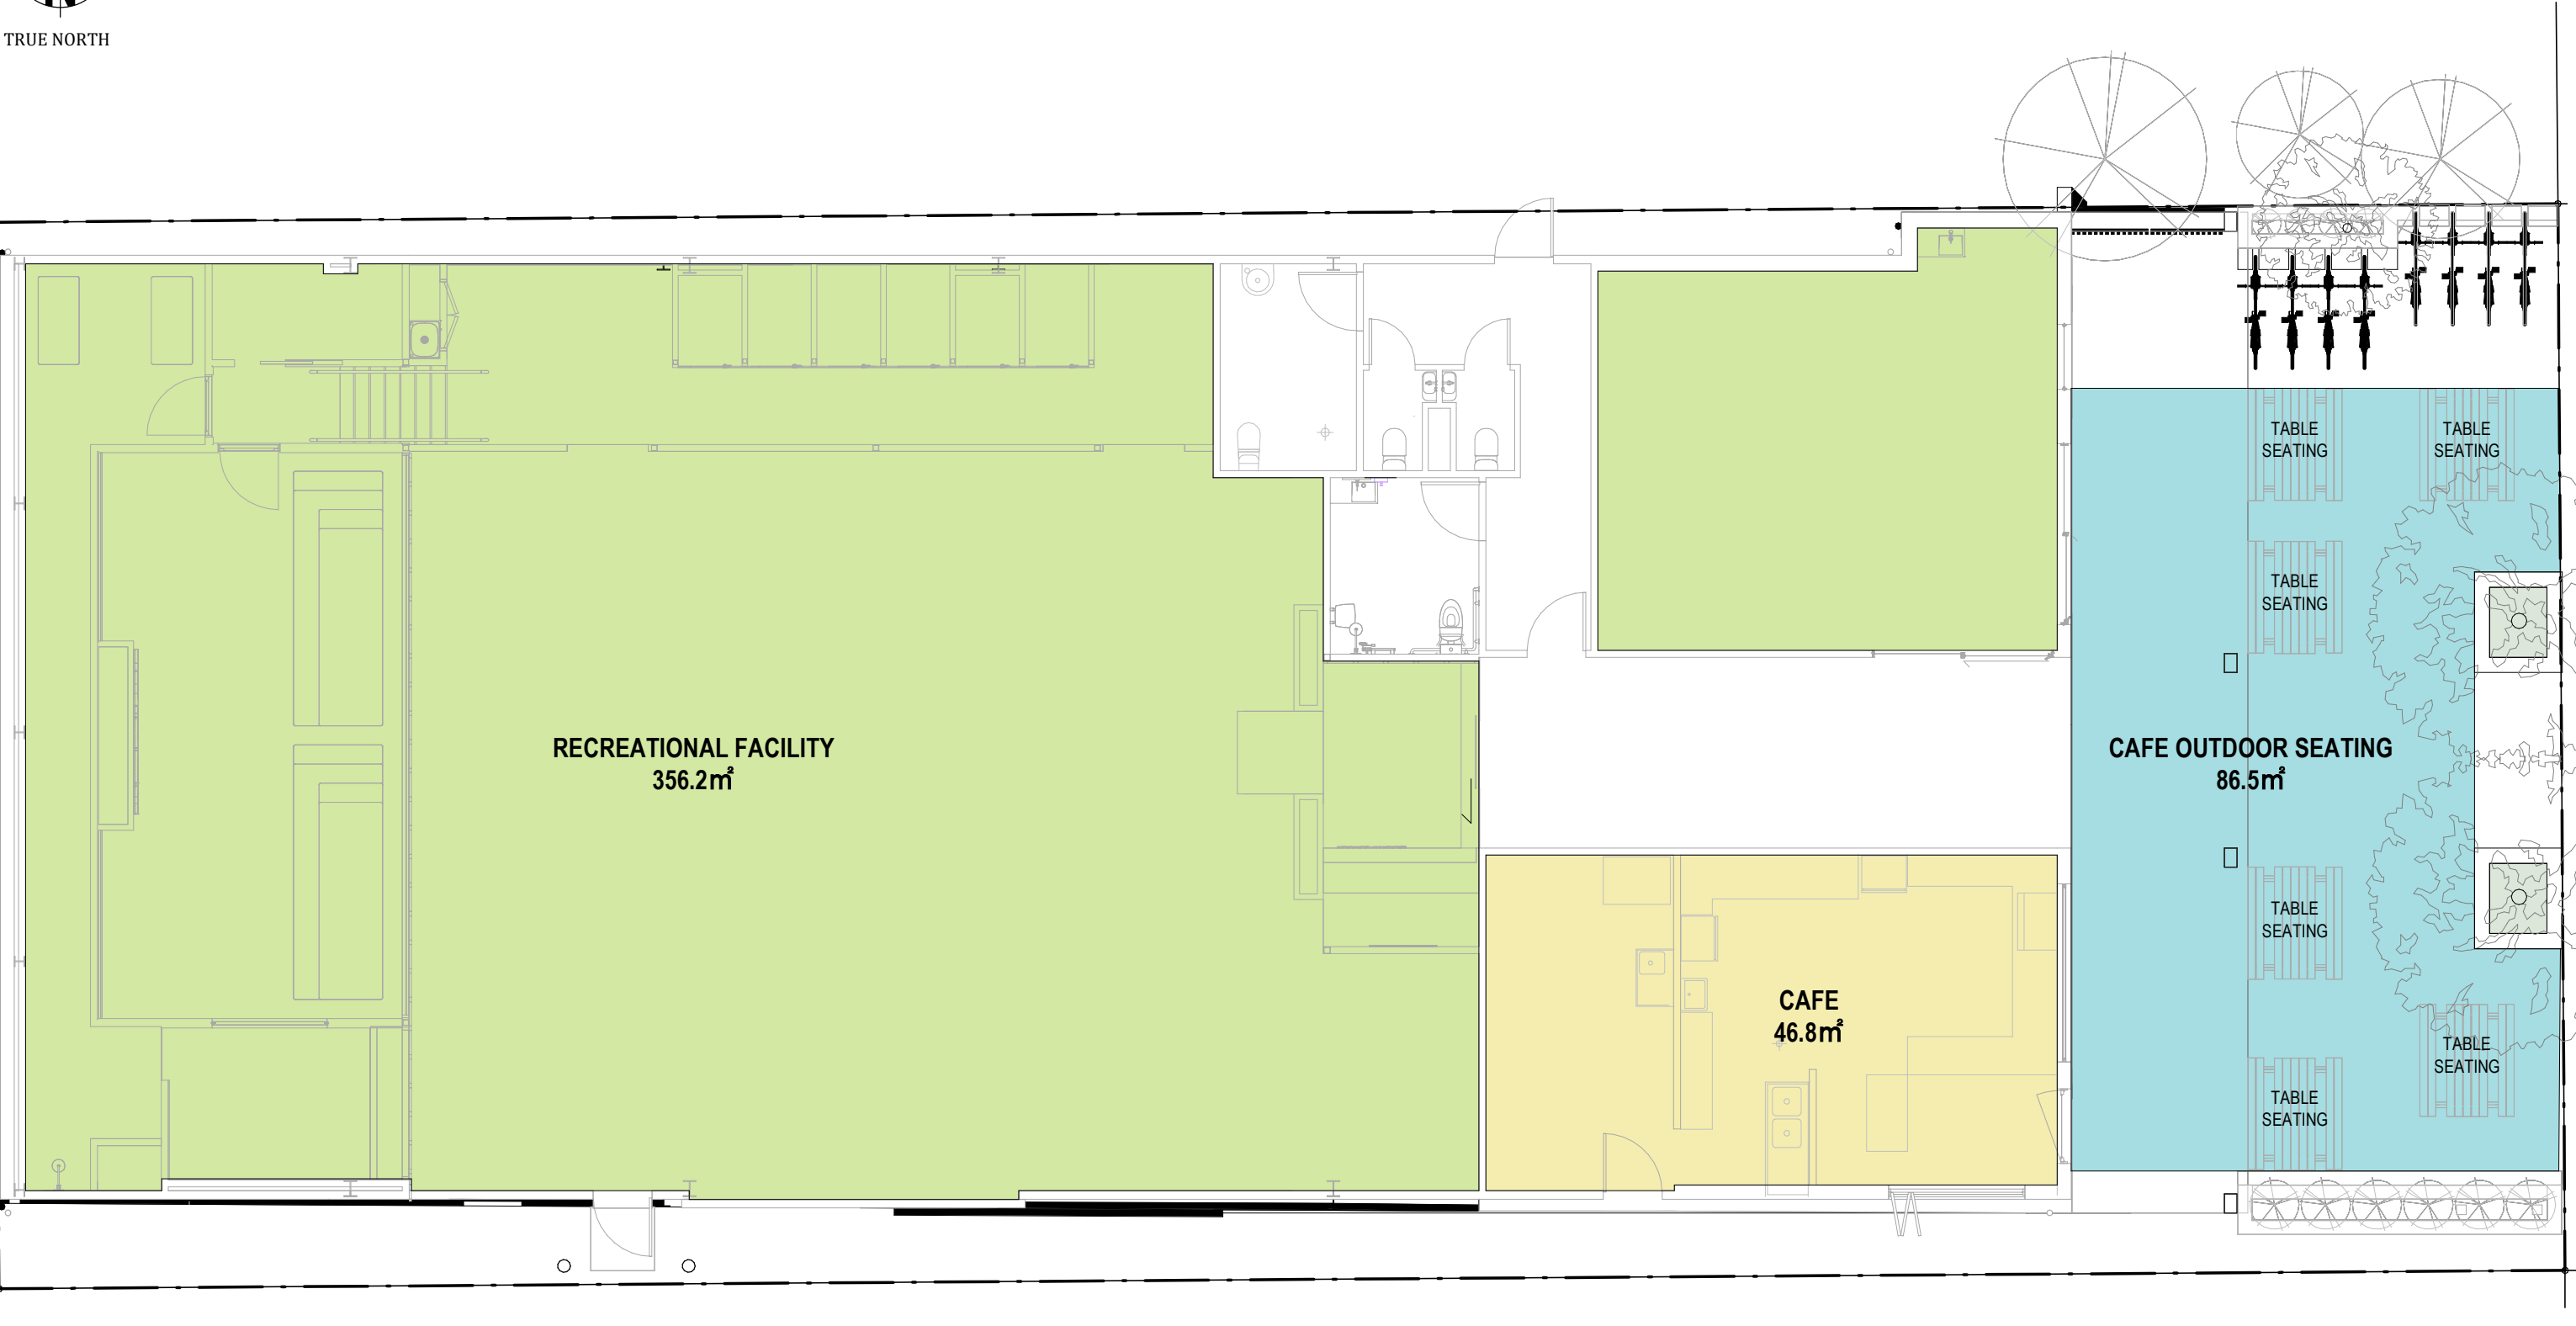 TRUE NORTH
TABLE
SEATING
TABLE
SEATING
TABLE
SEATING
RECREATIONAL FACILITY
356.2m²
CAFE OUTDOOR SEATING
86.5m²
TABLE
SEATING
CAFE
46.8m²
TABLE
SEATING
TABLE
SEATING